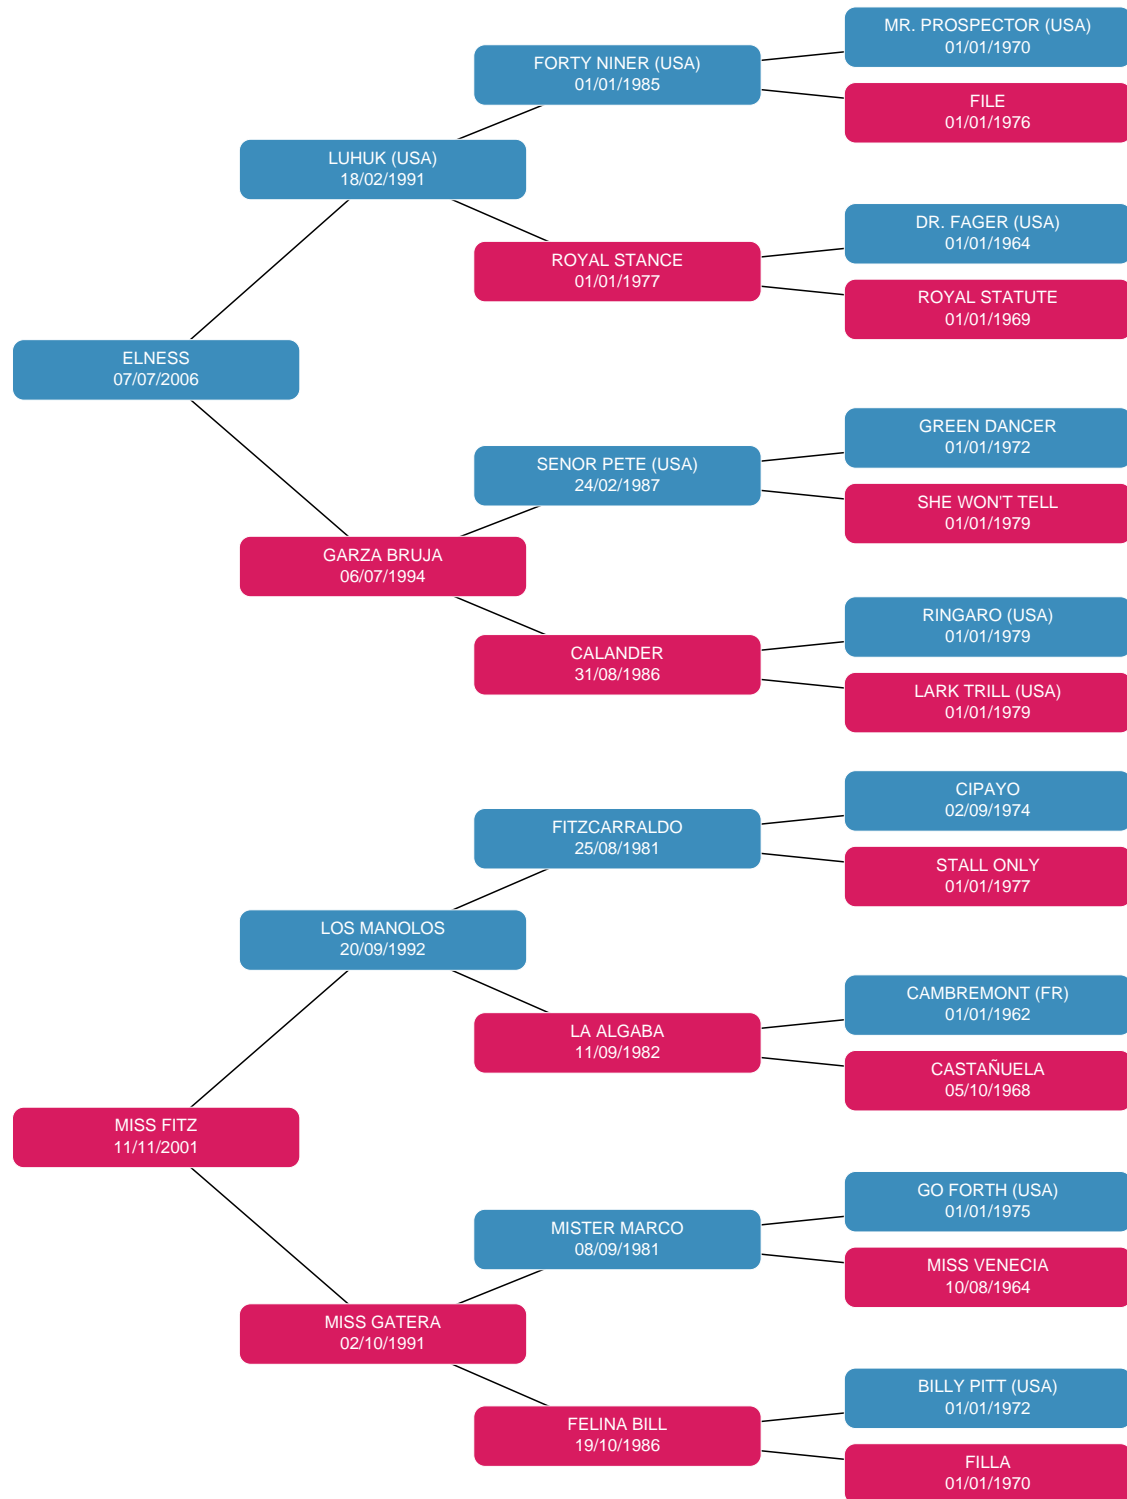 MR. PROSPECTOR (USA)
01/01/1970
FORTY NINER (USA)
01/01/1985
FILE
01/01/1976
LUHUK (USA)
18/02/1991
DR. FAGER (USA)
01/01/1964
ROYAL STANCE
01/01/1977
ROYAL STATUTE
01/01/1969
ELNESS
07/07/2006
GREEN DANCER
01/01/1972
SENOR PETE (USA)
24/02/1987
SHE WON'T TELL
01/01/1979
GARZA BRUJA
06/07/1994
RINGARO (USA)
01/01/1979
CALANDER
31/08/1986
LARK TRILL (USA)
01/01/1979
CIPAYO
02/09/1974
FITZCARRALDO
25/08/1981
STALL ONLY
01/01/1977
LOS MANOLOS
20/09/1992
CAMBREMONT (FR)
01/01/1962
LA ALGABA
11/09/1982
CASTAÑUELA
05/10/1968
MISS FITZ
11/11/2001
GO FORTH (USA)
01/01/1975
MISTER MARCO
08/09/1981
MISS VENECIA
10/08/1964
MISS GATERA
02/10/1991
BILLY PITT (USA)
01/01/1972
FELINA BILL
19/10/1986
FILLA
01/01/1970